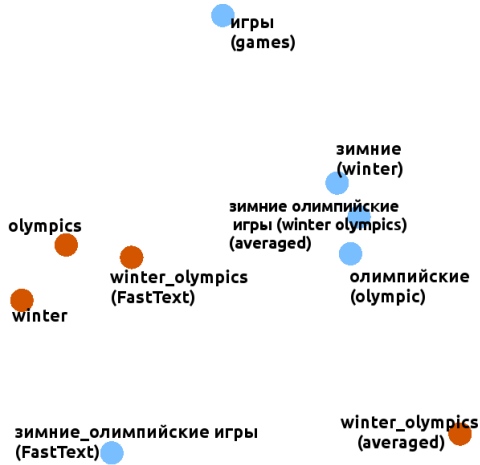 игры
(games)
зимние
(winter)
зимние олимпийские
игры (winter olympics)
(averaged)
olympics
winter_olympics
(FastText)
олимпийские
(olympic)
winter
зимние_олимпийские игры
(FastText)
winter_olympics
(averaged)